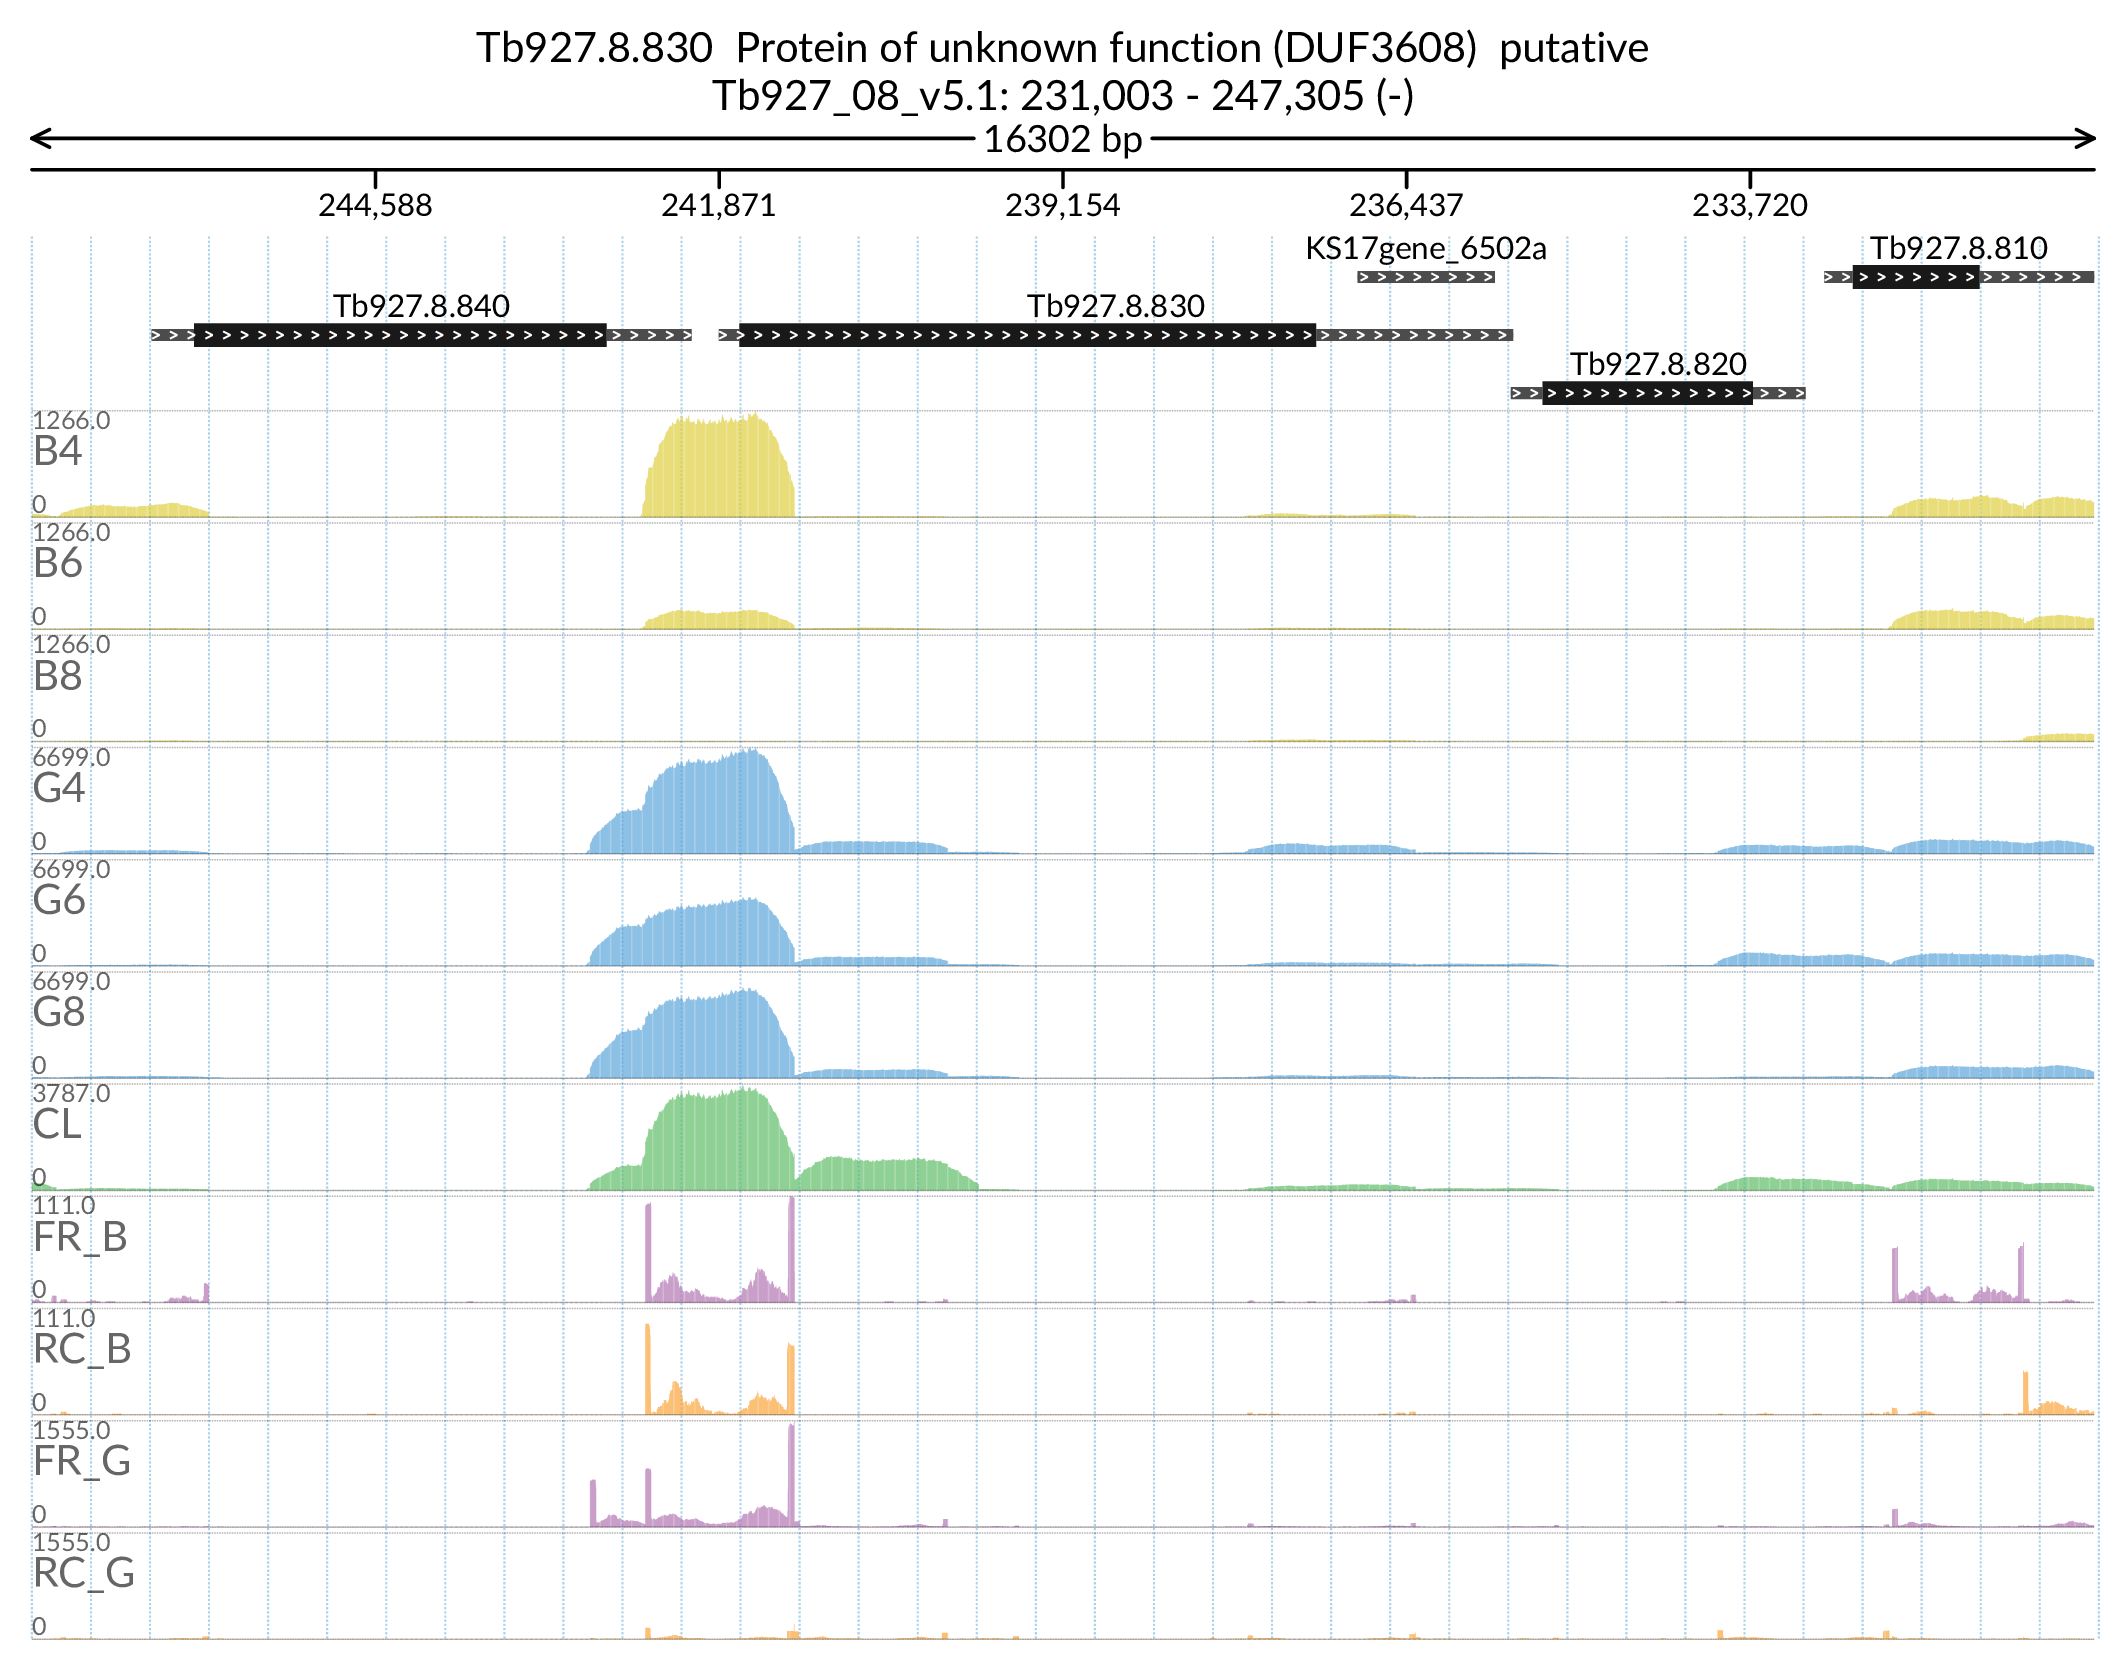 Tb927.8.830  Protein of unknown function (DUF3608)  putative
Tb927_08_v5.1: 231,003 - 247,305 (-)
16302 bp
244,588 241,871 239,154 236,437 233,720
KS17gene_6502a Tb927.8.810
Tb927.8.840 Tb927.8.830
Tb927.8.820
1266.0
B4
0
1266.0
B6
0
1266.0
B8
0
6699.0
G4
0
6699.0
G6
0
6699.0
G8
0
3787.0
CL
0
111.0
FR_B
0
111.0
RC_B
0
1555.0
FR_G
0
1555.0
RC_G
0